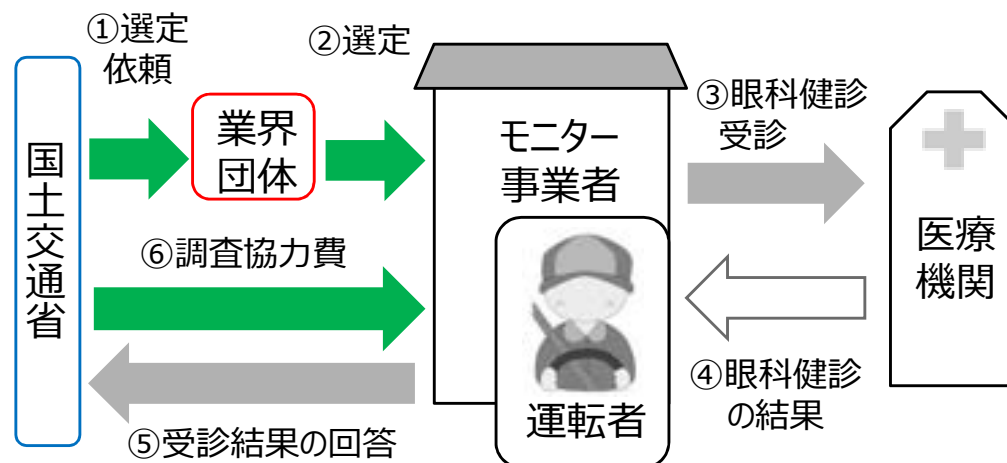 ①選定
依頼
②選定
国土交通省
業界
団体
モニター
事業者
③眼科健診
受診
医療
機関
⑥調査協力費
④眼科健診
の結果
運転者
⑤受診結果の回答